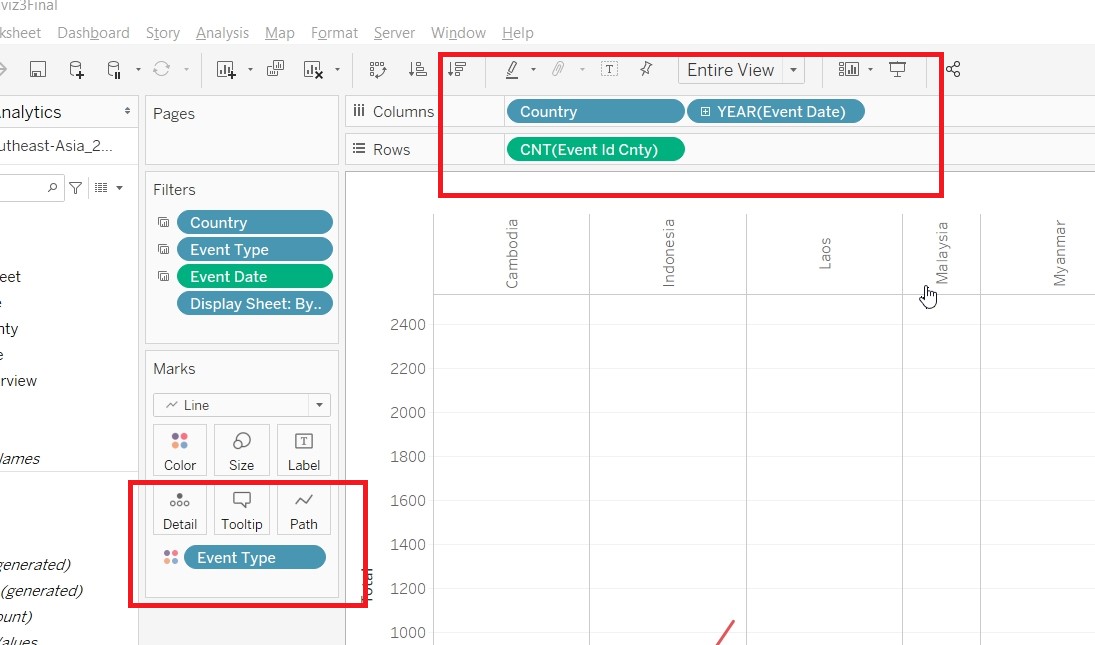 viz3Final
ksheet Dashboard Story Analysis Map Format Server Window Help
Entire View
nalytics
Pages
Columns Country YEAR(Event Date)
utheast-Asia_2...
Rows CNT(Event Id Cnty)
Filters
Country
Event Type
Event Date
Display Sheet: By..
Cambodia Indonesia Laos Malaysia Myanmar
eet
e
nty
e
rview
lames
Marks
Line
Color Size Label
T
Detail Tooltip Path
Event Type
generated)
(generated)
ount)
Values
2400
2200
2000
1800
1600
1400
1200
1000
Total